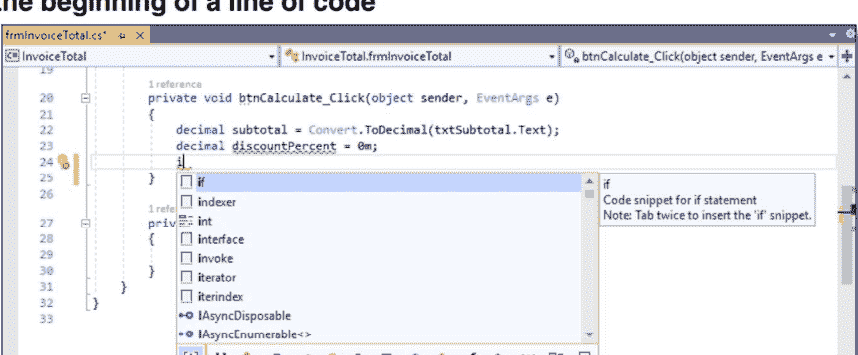 the beginning of a line of code
frmInvoiceTotal.cs*
InvoiceTotal InvoiceTotal.frmInvoiceTotal btnCalculate_Click(object sender, EventArgs e
19
1 reference
20 private void btnCalculate_Click(object sender, EventArgs e)
21 {
22 decimal subtotal = Convert.ToDecimal(txtSubtotal.Text);
23 decimal discountPercent = 0m;
24 i
25 }
26
1 refe
27 priv
28 {
29
30 }
31 }
32 }
33
if
indexer
int
interface
invoke
iterator
iterindex
IAsyncDisposable
IAsyncEnumerable<>
if
Code snippet for if statement
Note: Tab twice to insert the 'if' snippet.